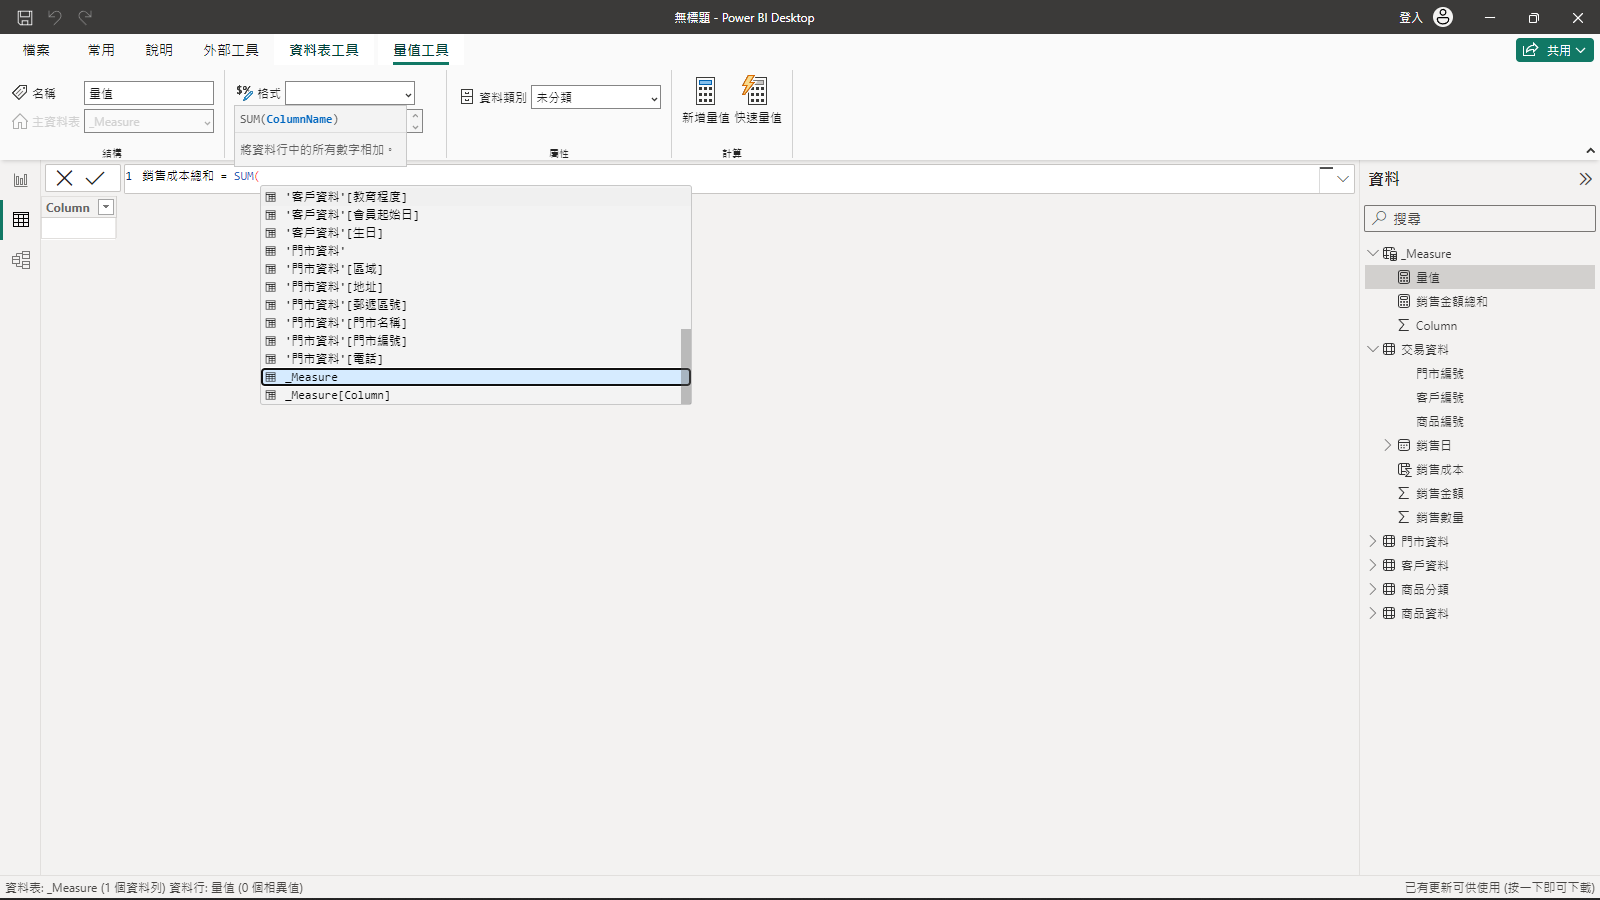 無標題 - Power BI Desktop
登入
檔案
常用
說明
外部工具
資料表工具
量值工具
共用
名稱
量值
主資料表
_Measure
結構
格式
SUM(ColumnName)
將資料行中的所有數字相加。
資料類別
未分類
屬性
新增量值
快速量值
計算
1 銷售成本總和 = SUM(
Column
'客戶資料'[教育程度]
'客戶資料'[會員起始日]
'客戶資料'[生日]
'門市資料'
'門市資料'[區域]
'門市資料'[地址]
'門市資料'[郵遞區號]
'門市資料'[門市名稱]
'門市資料'[門市編號]
'門市資料'[電話]
_Measure
_Measure[Column]
資料
搜尋
_Measure
量值
銷售金額總和
Column
交易資料
門市編號
客戶編號
商品編號
銷售日
銷售成本
銷售金額
銷售數量
門市資料
客戶資料
商品分類
商品資料
資料表: _Measure (1 個資料列) 資料行: 量值 (0 個相異值)
已有更新可供使用 (按一下即可下載)